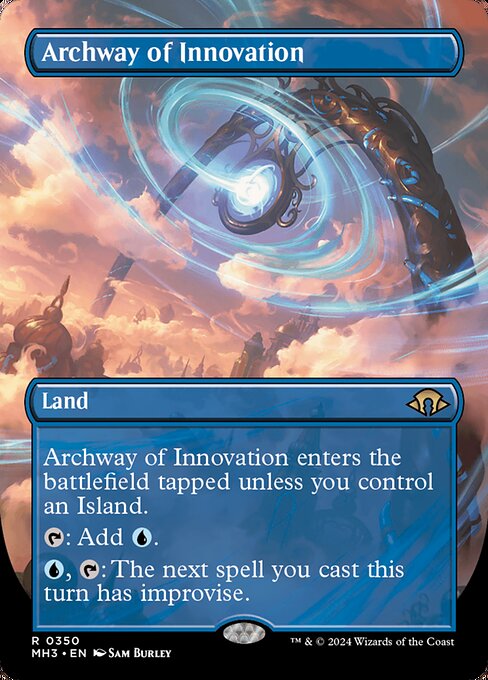 Archway of Innovation
Land
Archway of Innovation enters the
battlefield tapped unless you control
an Island.
: Add .
, : The next spell you cast this
turn has improvise.
R 0350
MH3 • EN SAM BURLEY
™ & © 2024 Wizards of the Coast